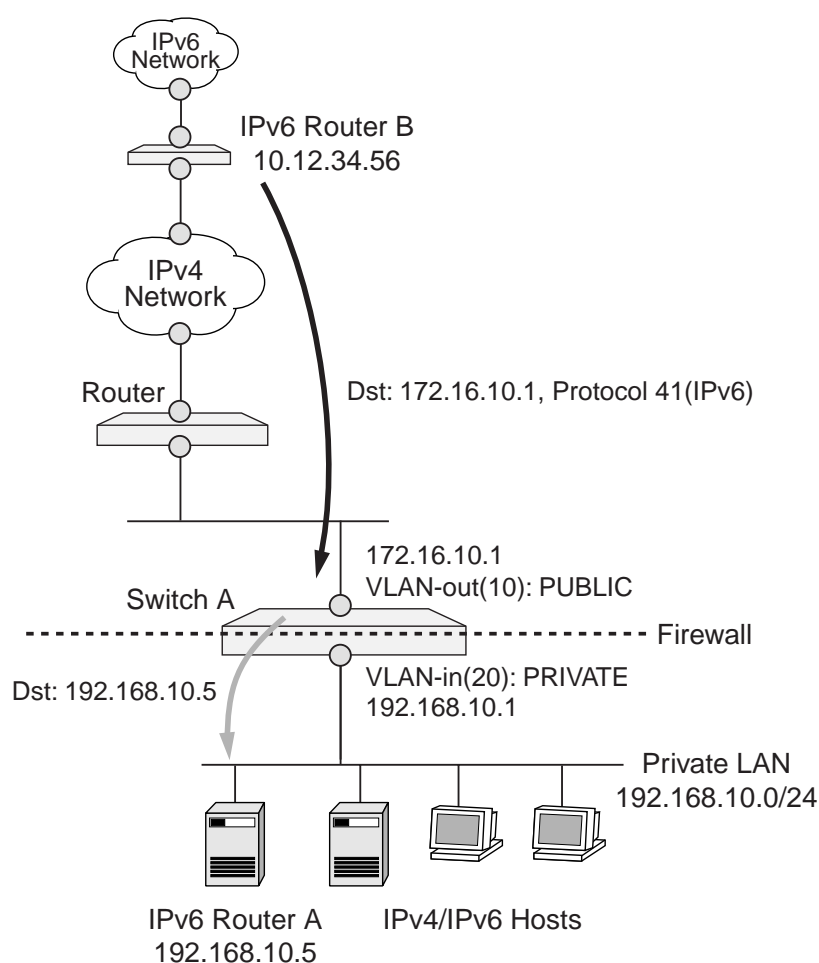 IPv6
Network
IPv6 Router B
10.12.34.56
IPv4
Network
Router
Dst: 172.16.10.1, Protocol 41(IPv6)
172.16.10.1
VLAN-out(10): PUBLIC
Switch A
Firewall
VLAN-in(20): PRIVATE
192.168.10.1
Dst: 192.168.10.5
Private LAN
192.168.10.0/24
IPv6 Router A
192.168.10.5
IPv4/IPv6 Hosts